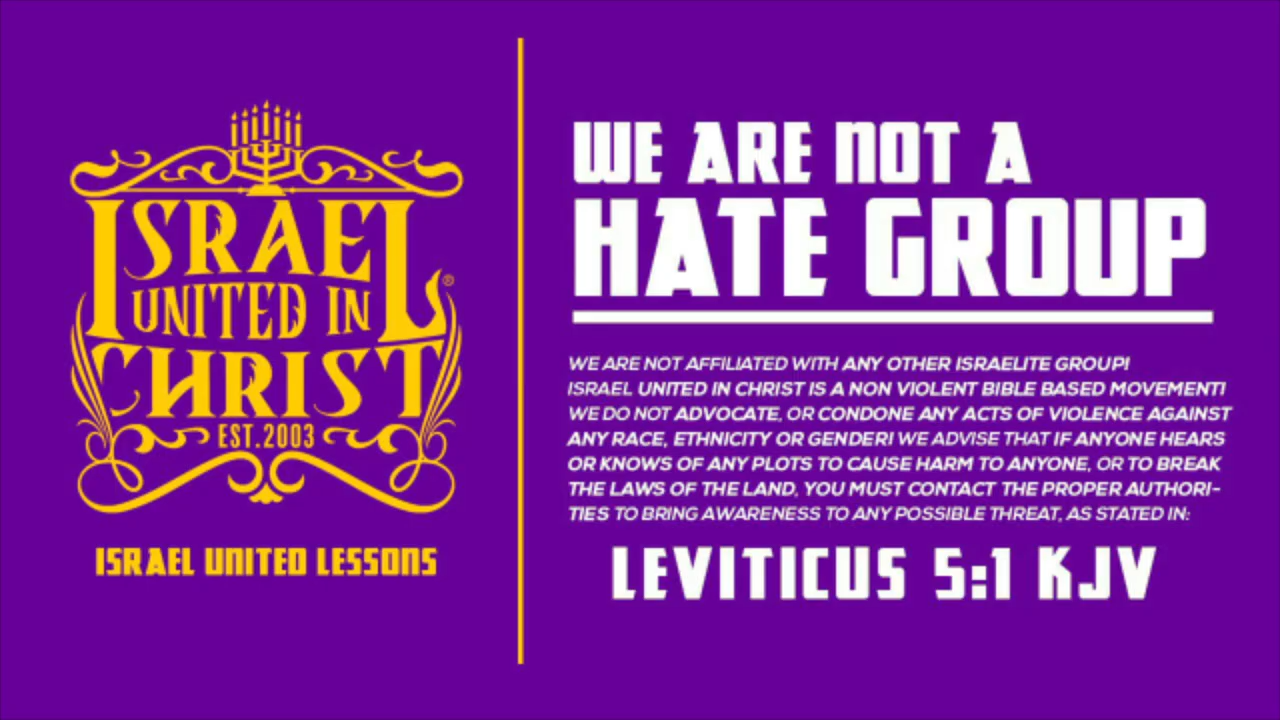 ISRAEL
UNITED IN
CHRIST®
EST.2003
ISRAEL UNITED LESSONS
WE ARE NOT A
HATE GROUP
WE ARE NOT AFFILIATED WITH ANY OTHER ISRAELITE GROUP!
ISRAEL UNITED IN CHRIST IS A NON VIOLENT BIBLE BASED MOVEMENT!
WE DO NOT ADVOCATE, OR CONDONE ANY ACTS OF VIOLENCE AGAINST
ANY RACE, ETHNICITY OR GENDER! WE ADVISE THAT IF ANYONE HEARS
OR KNOWS OF ANY PLOTS TO CAUSE HARM TO ANYONE, OR TO BREAK
THE LAWS OF THE LAND, YOU MUST CONTACT THE PROPER AUTHORI-
TIES TO BRING AWARENESS TO ANY POSSIBLE THREAT, AS STATED IN:
LEVITICUS 5:1 KJV